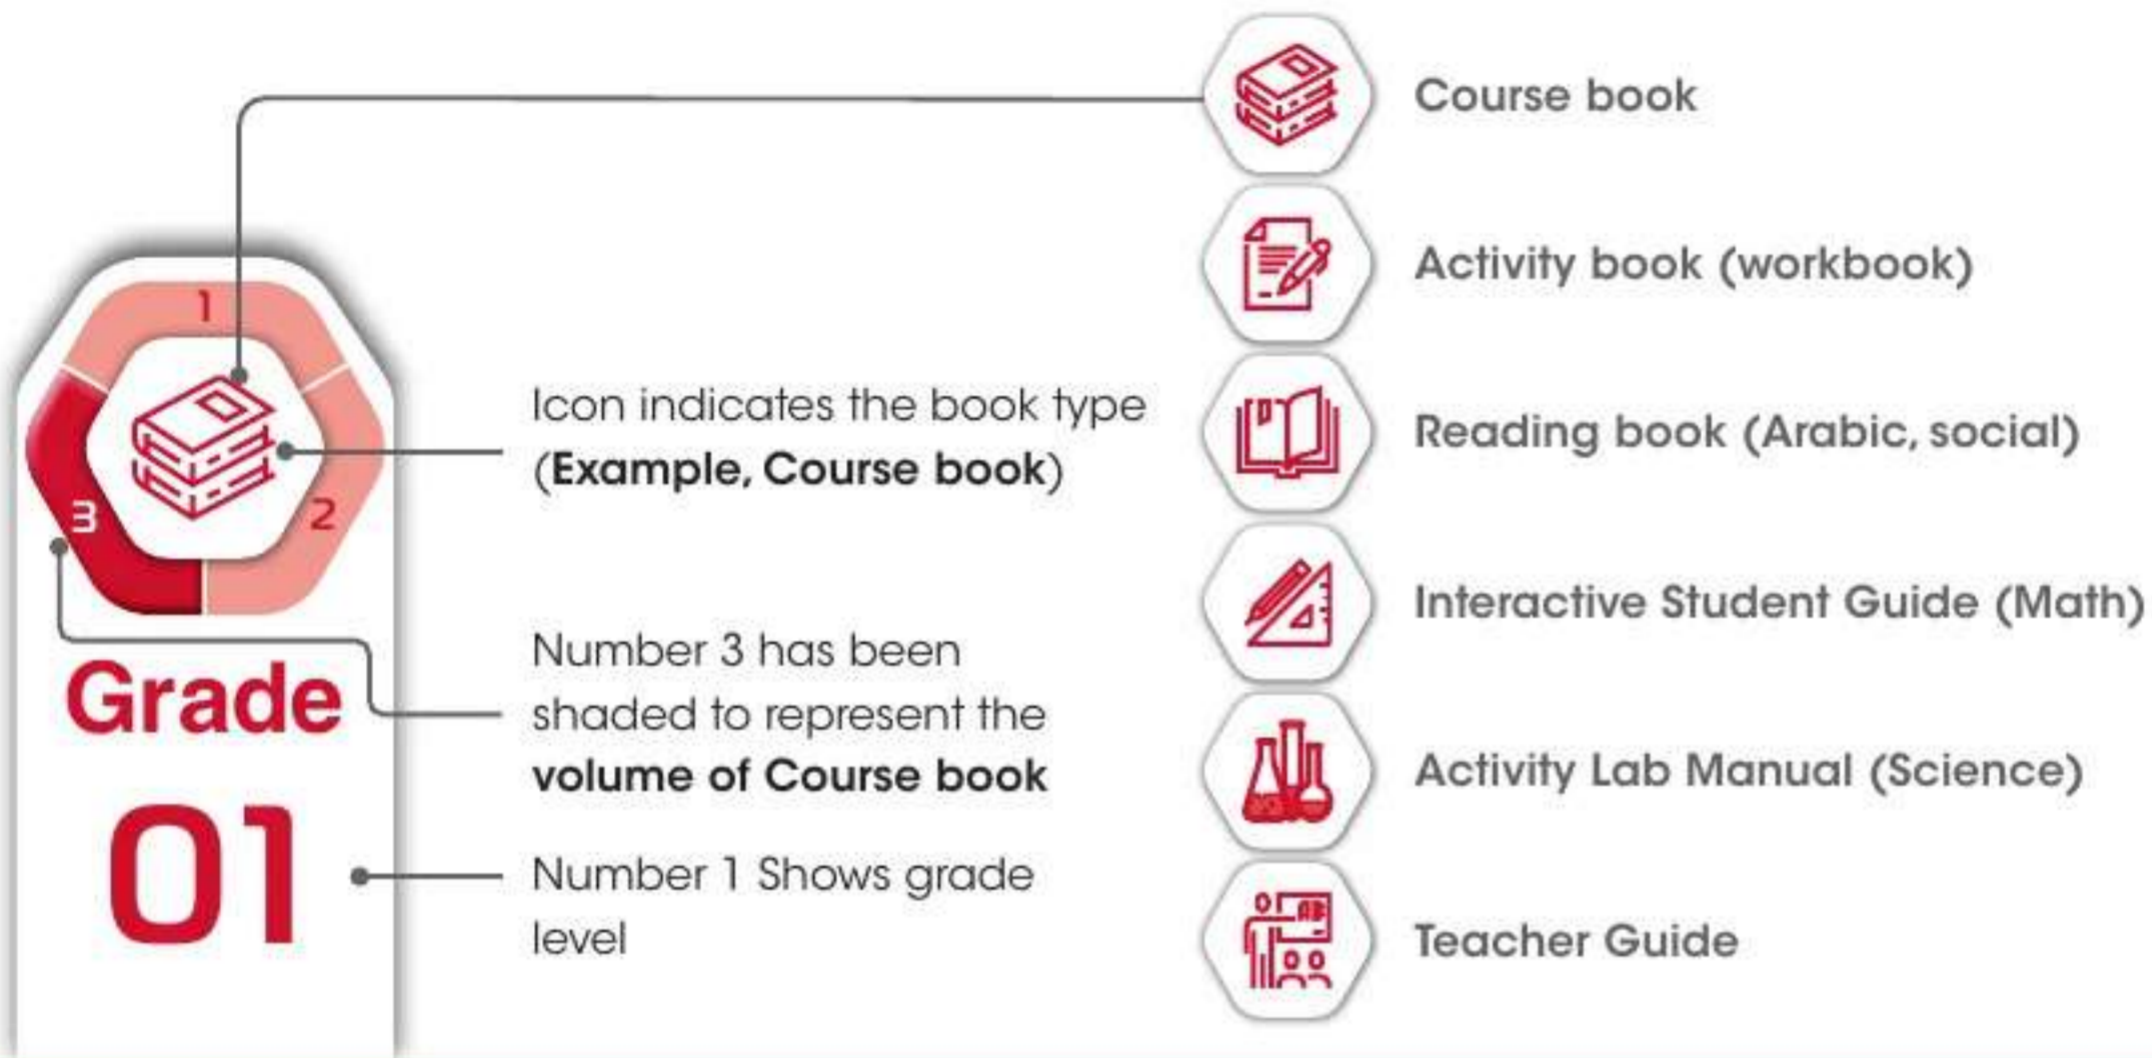 1
2
3
Grade
01
Icon indicates the book type
(Example, Course book)
Number 3 has been
shaded to represent the
volume of Course book
Number 1 Shows grade
level
Course book
Activity book (workbook)
Reading book (Arabic, social)
Interactive Student Guide (Math)
Activity Lab Manual (Science)
AB
Teacher Guide